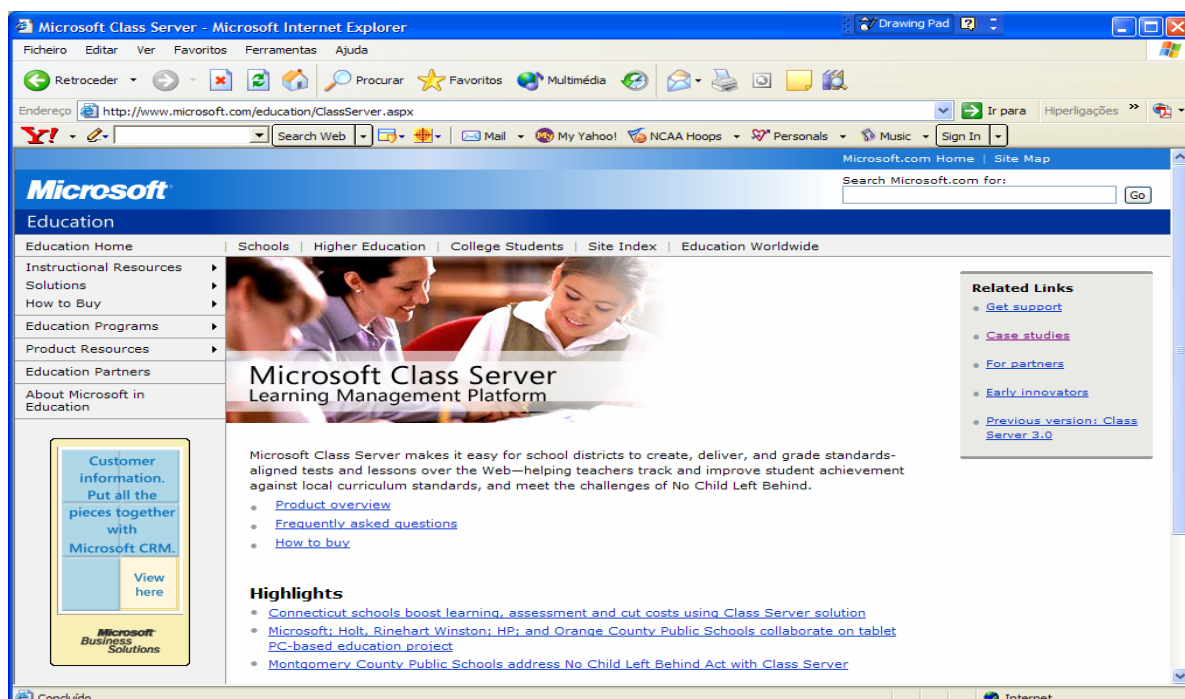 Microsoft Class Server - Microsoft Internet Explorer
Drawing Pad
Ficheiro Editar Ver Favoritos Ferramentas Ajuda
Retroceder Procurar Favoritos Multimédia
Endereço http://www.microsoft.com/education/ClassServer.aspx Ir para Hiperligações »
Y! Search Web Mail My Yahoo! NCAA Hoops Personals Music Sign In
Microsoft.com Home | Site Map
Microsoft
Search Microsoft.com for:
Go
Education
Education Home | Schools | Higher Education | College Students | Site Index | Education Worldwide
Instructional Resources
Solutions
How to Buy
Education Programs
Product Resources
Education Partners
About Microsoft in
Education
Customer
information.
Put all the
pieces together
with
Microsoft CRM.
View
here
Microsoft
Business
Solutions
Microsoft Class Server
Learning Management Platform
Microsoft Class Server makes it easy for school districts to create, deliver, and grade standards-
aligned tests and lessons over the Web—helping teachers track and improve student achievement
against local curriculum standards, and meet the challenges of No Child Left Behind.
Product overview
Frequently asked questions
How to buy
Highlights
Connecticut schools boost learning, assessment and cut costs using Class Server solution
Microsoft; Holt, Rinehart Winston; HP; and Orange County Public Schools collaborate on tablet
PC-based education project
Montgomery County Public Schools address No Child Left Behind Act with Class Server
Related Links
Get support
Case studies
For partners
Early innovators
Previous version: Class
Server 3.0
Concluído
Internet